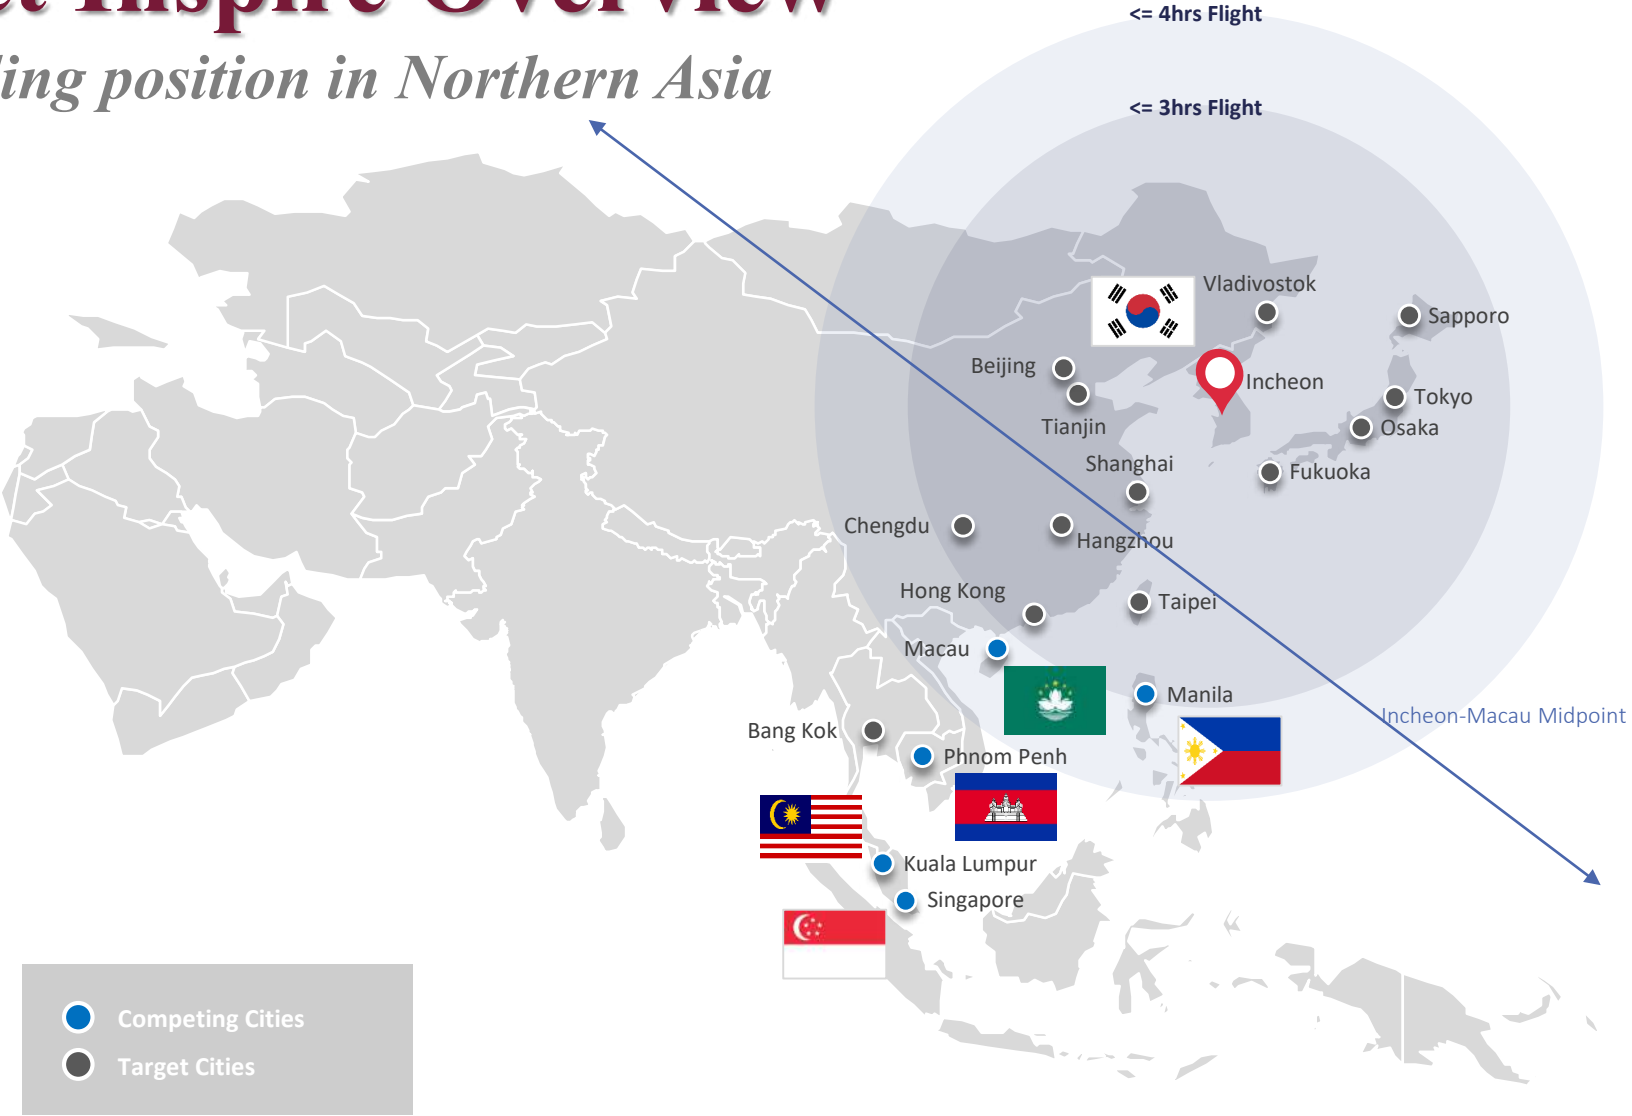 Inspire Overview
position in Northern Asia
<= 4hrs Flight
<= 3hrs Flight
Vladivostok
Sapporo
Beijing
Incheon
Tokyo
Tianjin
Osaka
Shanghai
Fukuoka
Chengdu
Hangzhou
Hong Kong
Taipei
Macau
Manila
Incheon-Macau Midpoint
Bang Kok
Phnom Penh
Kuala Lumpur
Singapore
Competing Cities
Target Cities